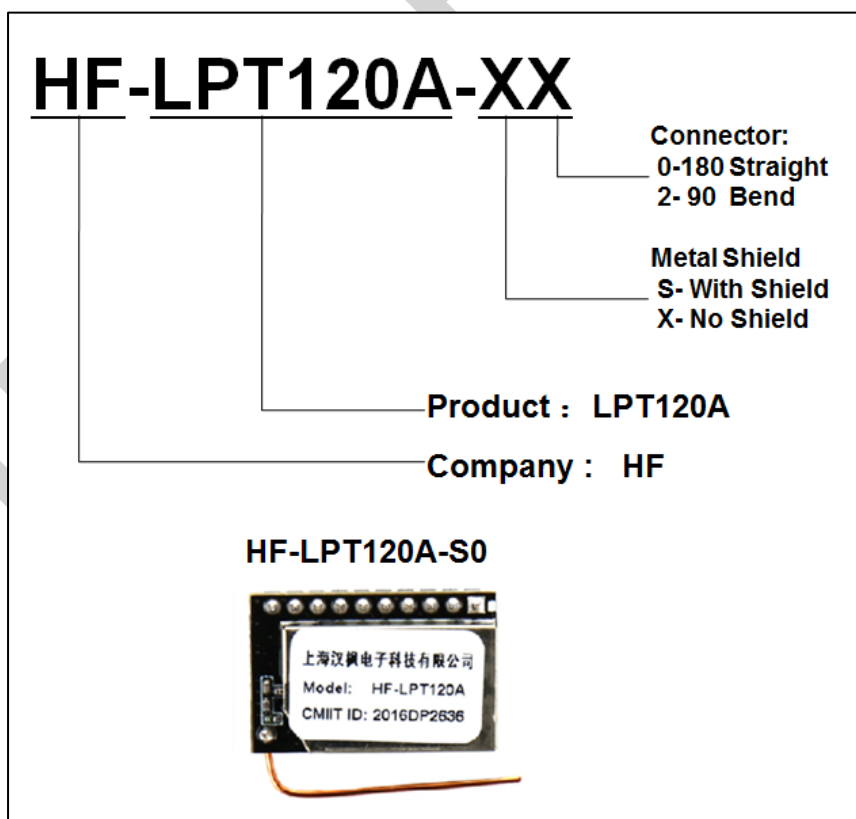 HF-LPT120A-XX
Connector:
0-180 Straight
2- 90 Bend
Metal Shield
S- With Shield
X- No Shield
Product： LPT120A
Company： HF
HF-LPT120A-S0
上海汉枫电子科技有限公司
Model: HF-LPT120A
CMIIT ID: 2016DP2636